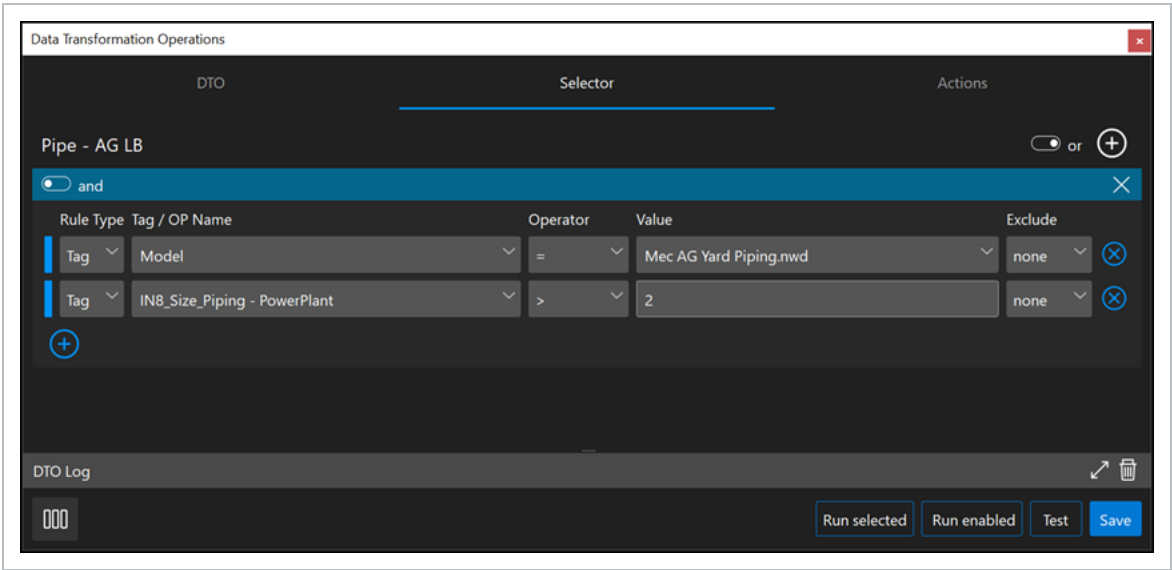 Data Transformation Operations
DTO Selector Actions
Pipe - AG LB or
and
Rule Type Tag / OP Name Operator Value Exclude
Tag Model = Mec AG Yard Piping.nwd none
Tag IN8_Size_Piping - PowerPlant > 2 none
DTO Log
Run selected Run enabled Test Save